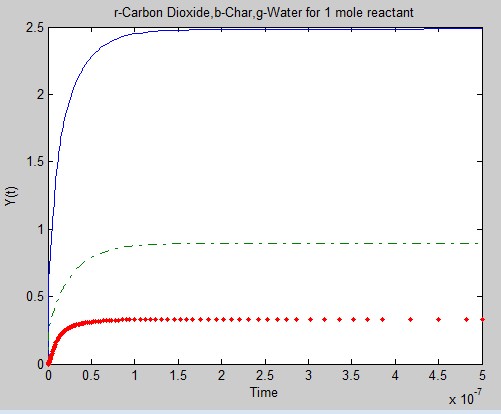 r-Carbon Dioxide,b-Char,g-Water for 1 mole reactant
2.5
2
1.5
1
0.5
0
Y(t)
0 0.5 1 1.5 2 2.5 3 3.5 4 4.5 5
Time
x 10^-7